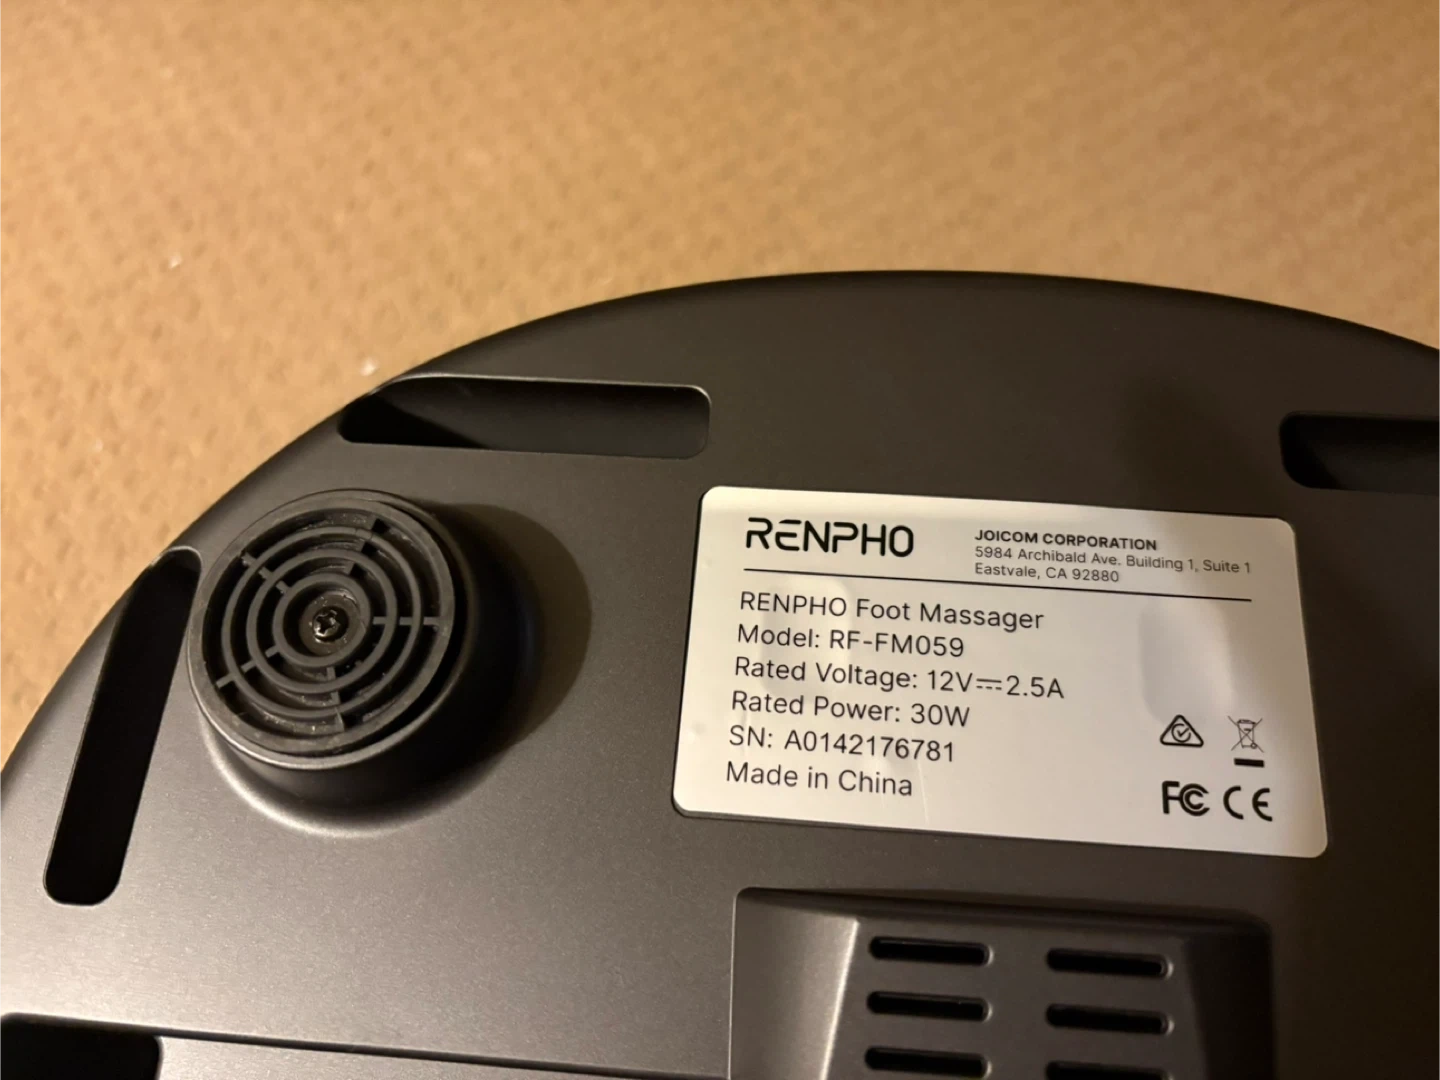 RENPHO
JOICOM CORPORATION
5984 Archibald Ave. Building 1, Suite 1
Eastvale, CA 92880
RENPHO Foot Massager
Model: RF-FM059
Rated Voltage: 12V⎓2.5A
Rated Power: 30W
SN: A0142176781
Made in China
FC CE